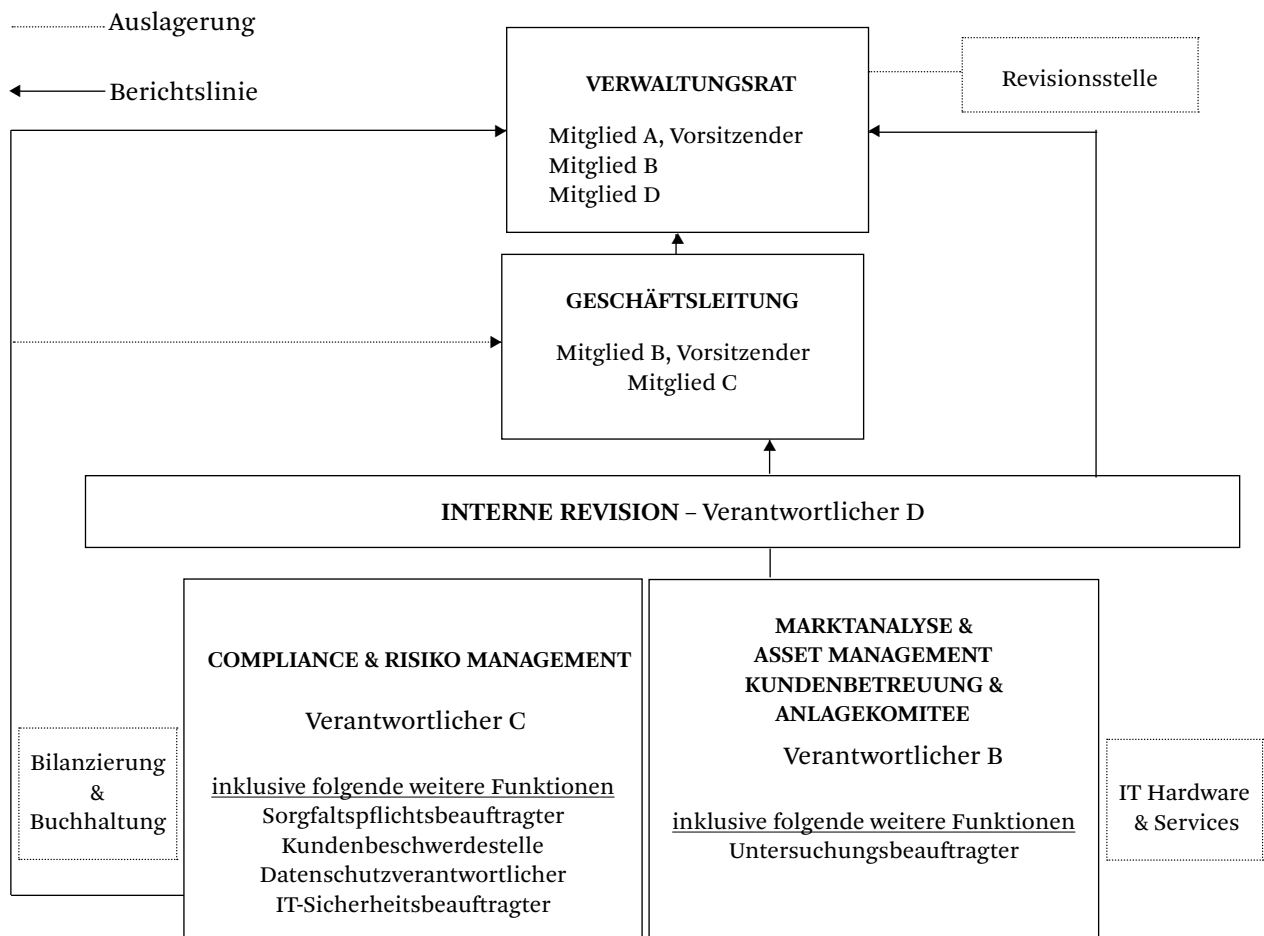 Auslagerung
Berichtslinie
VERWALTUNGSRAT
Mitglied A, Vorsitzender
Mitglied B
Mitglied D
Revisionsstelle
GESCHÄFTSLEITUNG
Mitglied B, Vorsitzender
Mitglied C
INTERNE REVISION – Verantwortlicher D
COMPLIANCE & RISIKO MANAGEMENT
Verantwortlicher C
inklusive folgende weitere Funktionen
Sorgfaltspflichtsbeauftragter
Kundenbeschwerdestelle
Datenschutzverantwortlicher
IT-Sicherheitsbeauftragter
MARKTANALYSE &
ASSET MANAGEMENT
KUNDENBETREUUNG &
ANLAGEKOMITEE
Verantwortlicher B
inklusive folgende weitere Funktionen
Untersuchungsbeauftragter
Bilanzierung
&
Buchhaltung
IT Hardware
& Services